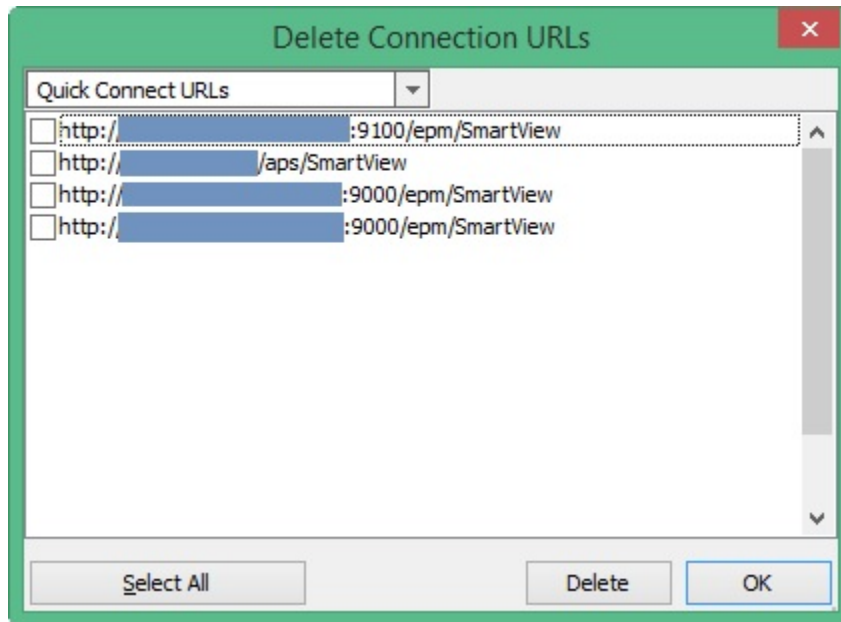 Delete Connection URLs
Quick Connect URLs
http:// :9100/epm/SmartView
http:// /aps/SmartView
http:// :9000/epm/SmartView
http:/ :9000/epm/SmartView
Select All Delete OK